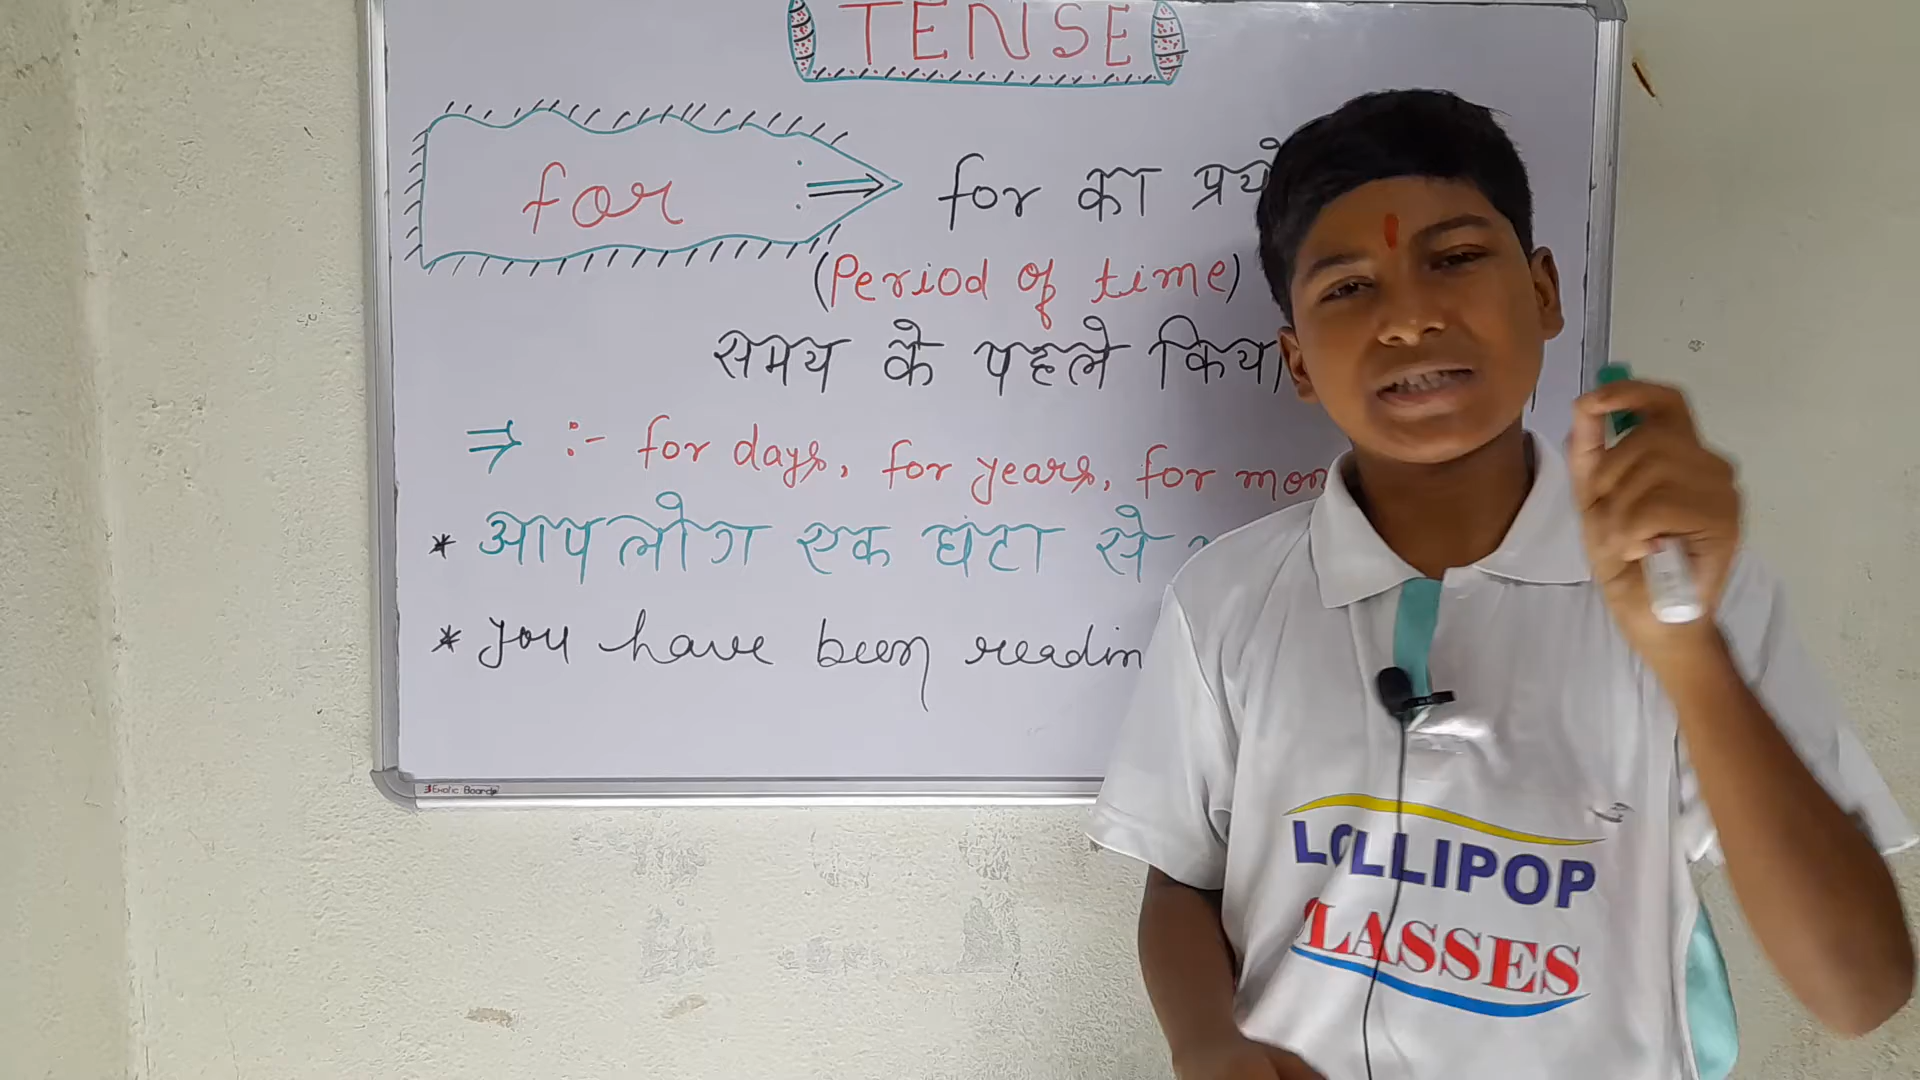 TENSE
for ⇒ for का
(Period of time)
समय के पहले
⇒ :- for days, for years, for
* आपलोग एक घंटा से
* you have been
LOLLIPOP
CLASSES